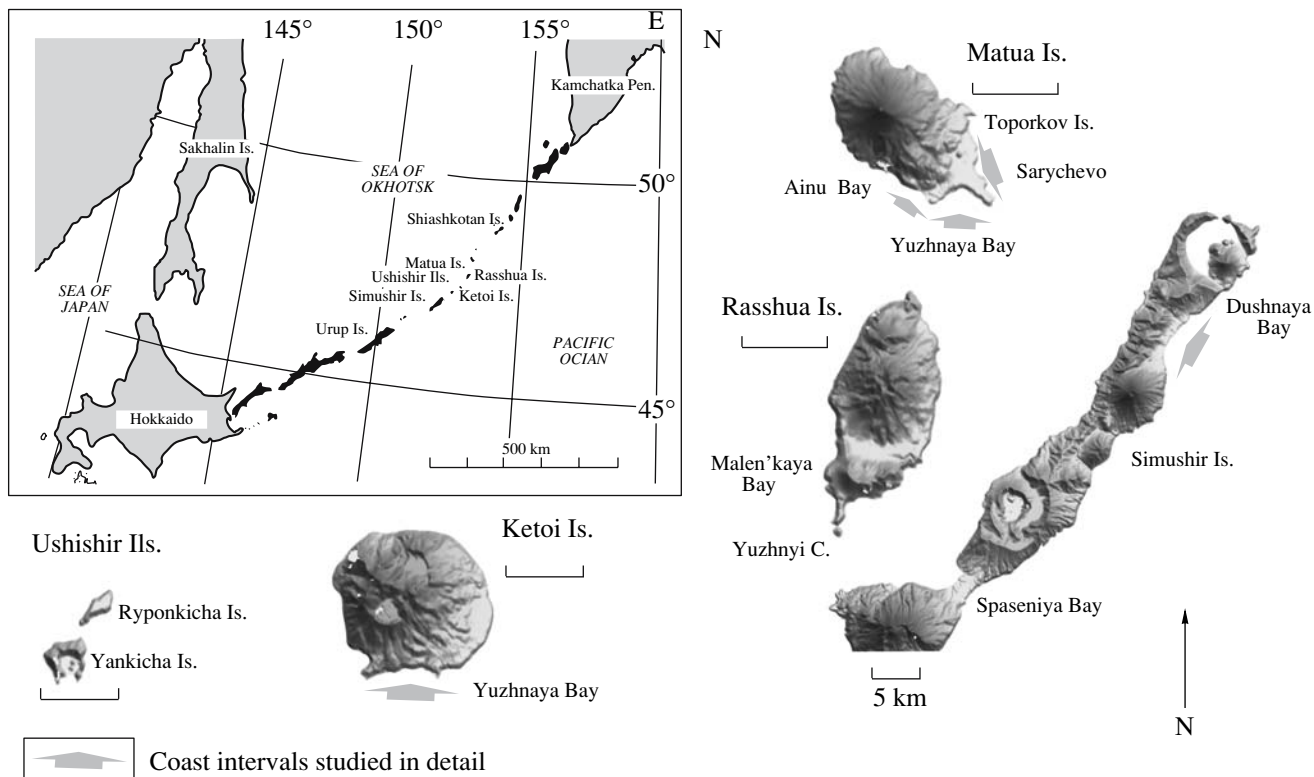 145°
150°
155°
E
Kamchatka Pen.
Sakhalin Is.
SEA OF
OKHOTSK
50°
Shiashkotan Is.
Matua Is.
Ushishir Ils.
Rasshua Is.
Simushir Is.
Ketoi Is.
SEA OF
JAPAN
Urup Is.
PACIFIC
OCIAN
Hokkaido
45°
500 km
N
Matua Is.
Toporkov Is.
Sarychevo
Ainu Bay
Yuzhnaya Bay
Rasshua Is.
Dushnaya
Bay
Malen'kaya
Bay
Simushir Is.
Yuzhnyi C.
Spaseniya Bay
5 km
N
Ushishir Ils.
Ryponkicha Is.
Yankicha Is.
Ketoi Is.
Yuzhnaya Bay
Coast intervals studied in detail